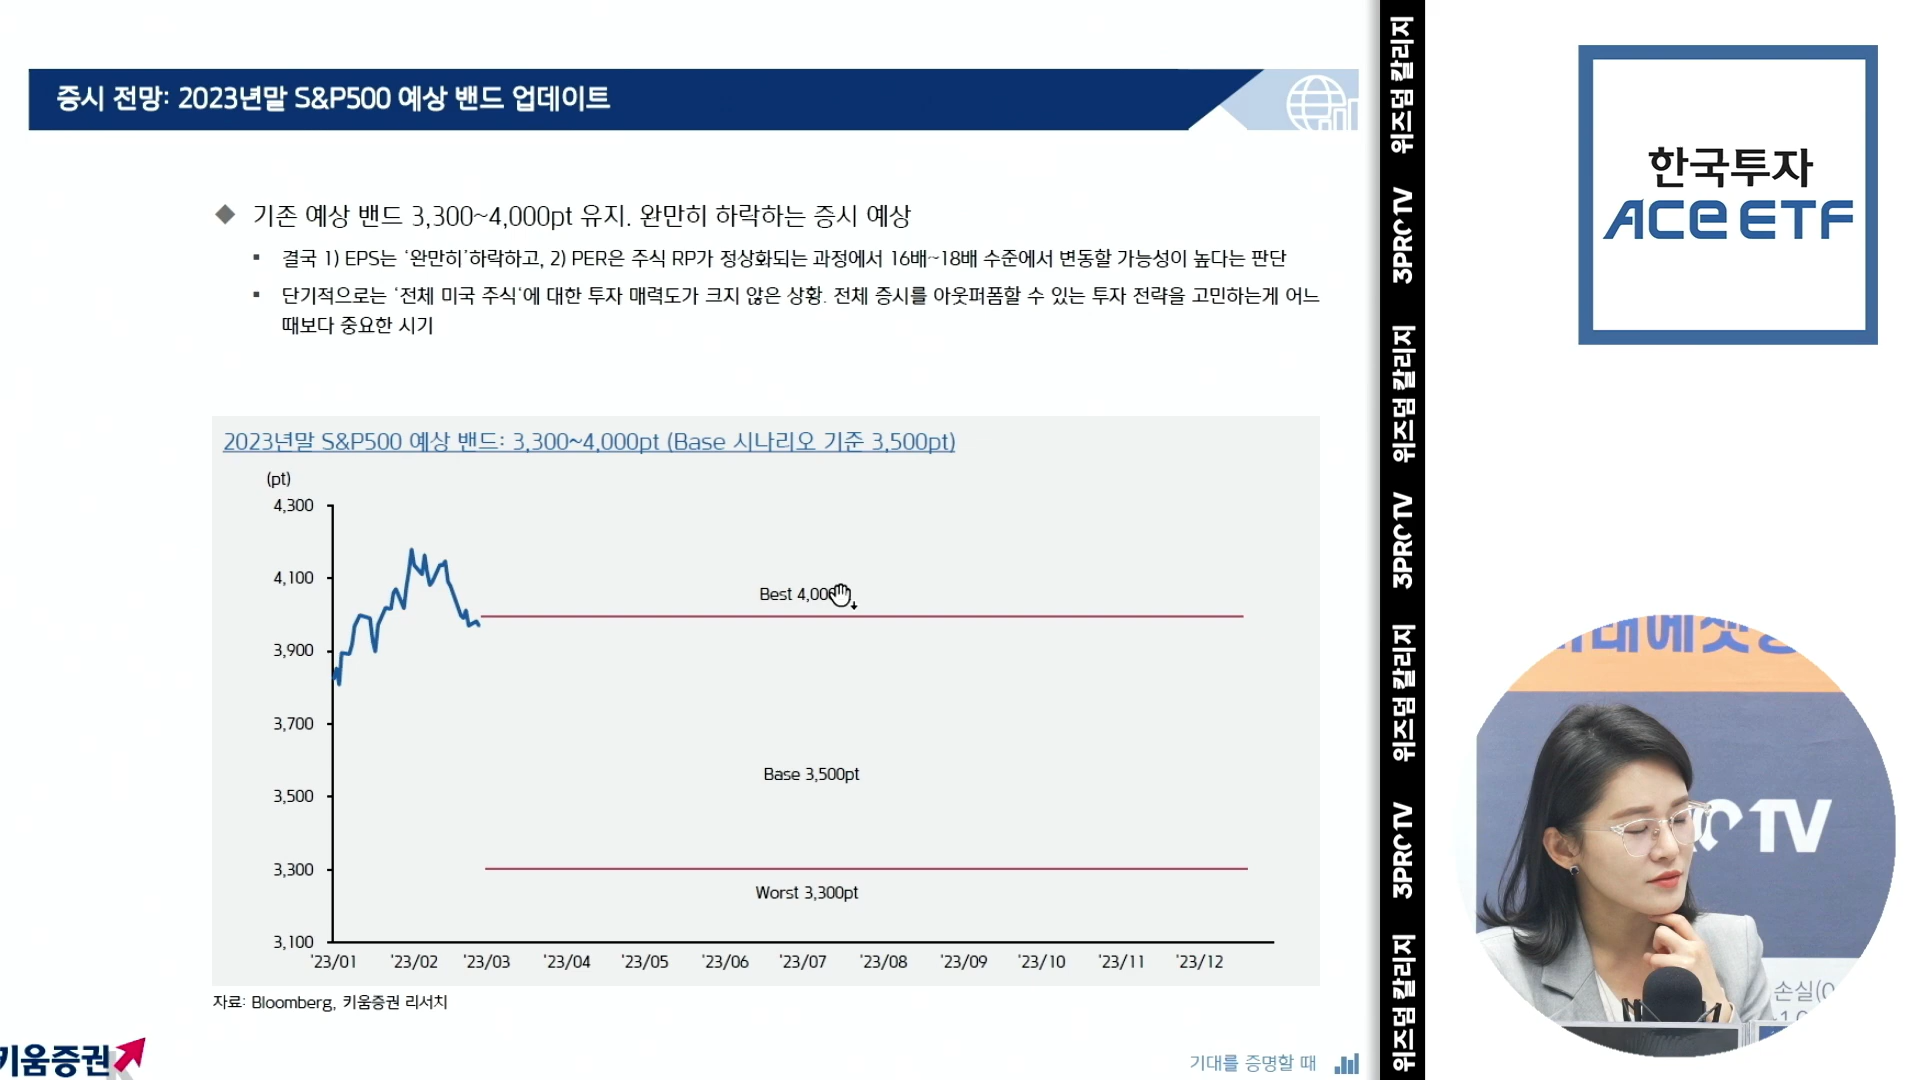 증시 전망: 2023년말 S&P500 예상 밴드 업데이트
◆ 기존 예상 밴드 3,300~4,000pt 유지. 완만히 하락하는 증시 예상
▪ 결국 1) EPS는 ‘완만히’하락하고, 2) PER은 주식 RP가 정상화되는 과정에서 16배~18배 수준에서 변동할 가능성이 높다는 판단
▪ 단기적으로는 ‘전체 미국 주식‘에 대한 투자 매력도가 크지 않은 상황. 전체 증시를 아웃퍼폼할 수 있는 투자 전략을 고민하는게 어느
때보다 중요한 시기
2023년말 S&P500 예상 밴드: 3,300~4,000pt (Base 시나리오 기준 3,500pt)
(pt)
4,300
4,100
3,900
3,700
3,500
3,300
3,100
Best
Base 3,500pt
Worst 3,300pt
'23/01 '23/02 '23/03 '23/04 '23/05 '23/06 '23/07 '23/08 '23/09 '23/10 '23/11 '23/12
자료: Bloomberg, 키움증권 리서치
키움증권
기대를 증명할 때
위즈덤 칼리지
3PROTV
위즈덤 칼리지
3PROTV
위즈덤 칼리지
3PROTV
위즈덤 칼리지
한국투자
ACE ETF
TV